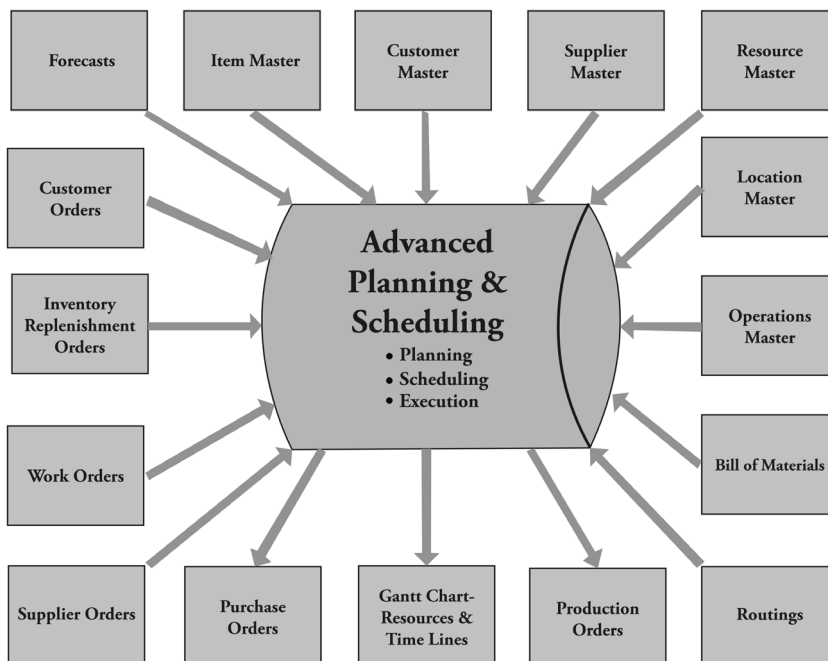 Forecasts
Item Master
Customer
Master
Supplier
Master
Resource
Master
Customer
Orders
Location
Master
Advanced
Planning &
Scheduling
• Planning
• Scheduling
• Execution
Inventory
Replenishment
Orders
Operations
Master
Work Orders
Bill of Materials
Supplier Orders
Purchase
Orders
Gantt Chart-
Resources &
Time Lines
Production
Orders
Routings